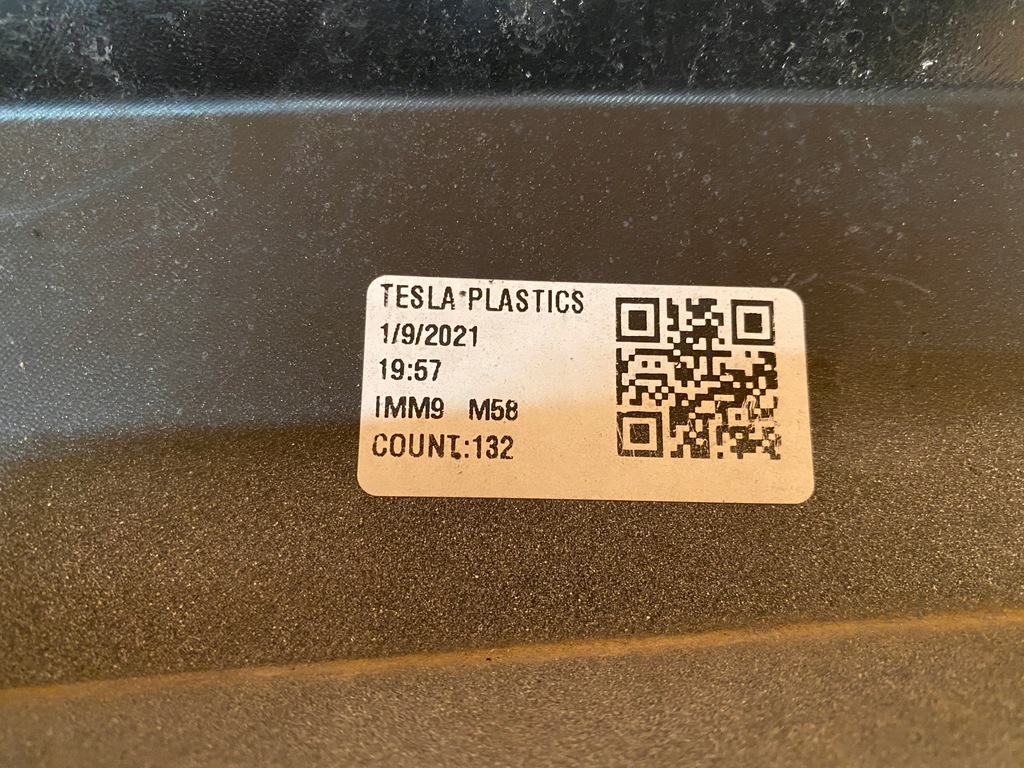 TESLA PLASTICS
1/9/2021
19:57
IMM9 M58
COUNT:132